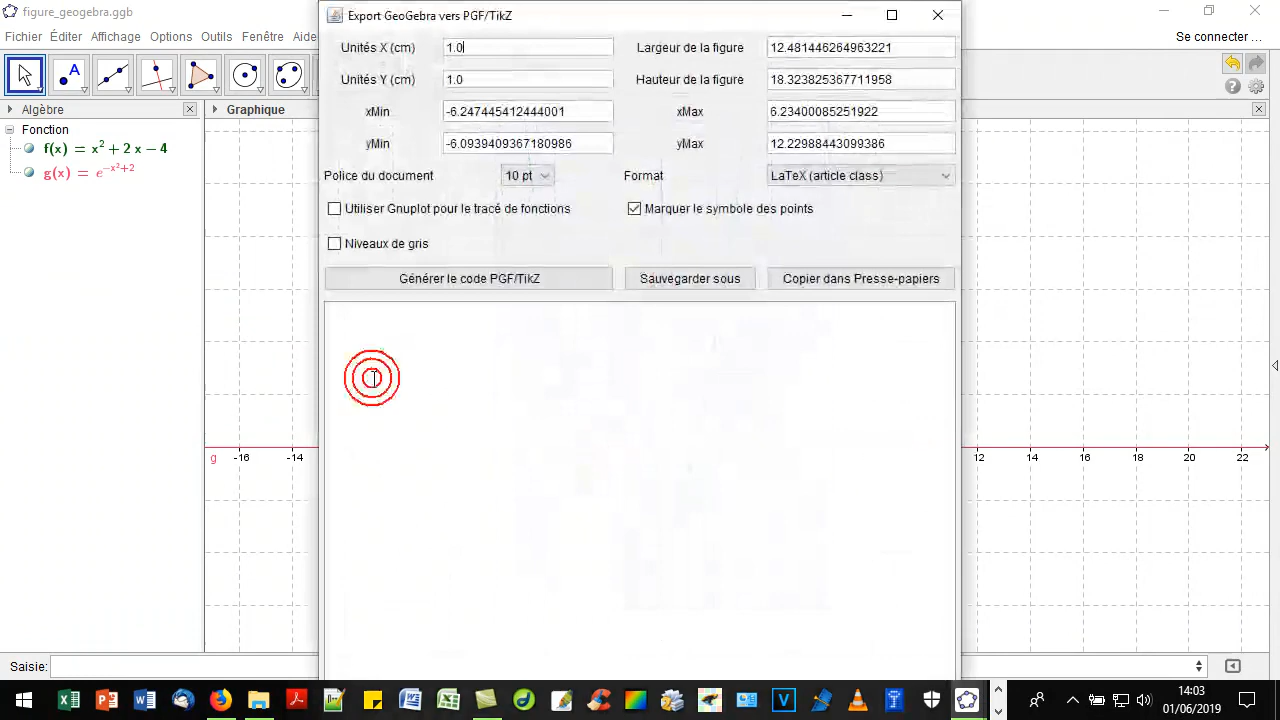 figure_geogebra.ggb
Export GeoGebra vers PGF/TikZ
Fichier Éditer Affichage Options Outils Fenêtre Aide
Se connecter ...
Unités X (cm) 1.0 Largeur de la figure 12.481446264963221
Unités Y (cm) 1.0 Hauteur de la figure 18.323825367711958
xMin -6.247445412444001 xMax 6.23400085251922
yMin -6.0939409367180986 yMax 12.22988443099386
Police du document 10 pt Format LaTeX (article class)
Utiliser Gnuplot pour le tracé de fonctions Marquer le symbole des points
Niveaux de gris
Générer le code PGF/TikZ Sauvegarder sous Copier dans Presse-papiers
Algèbre
Graphique
Fonction
f(x) = x² + 2 x − 4
g(x) = e^(−x²+2)
A
g -16 -14 12 14 16 18 20 22
Saisie:
14:03
01/06/2019